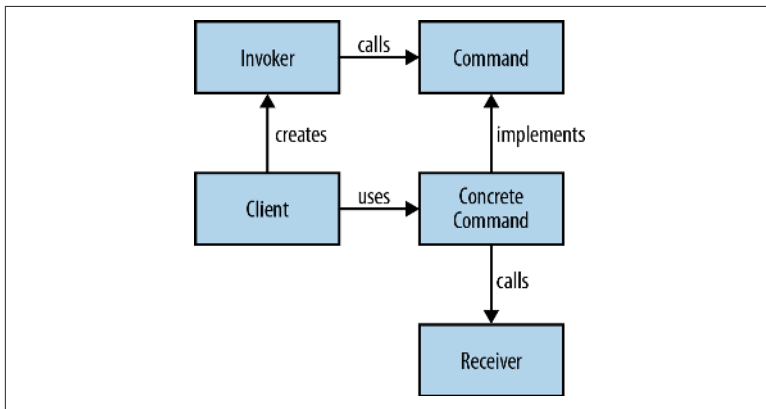 Invoker
calls
Command
creates
implements
Client
uses
Concrete
Command
calls
Receiver